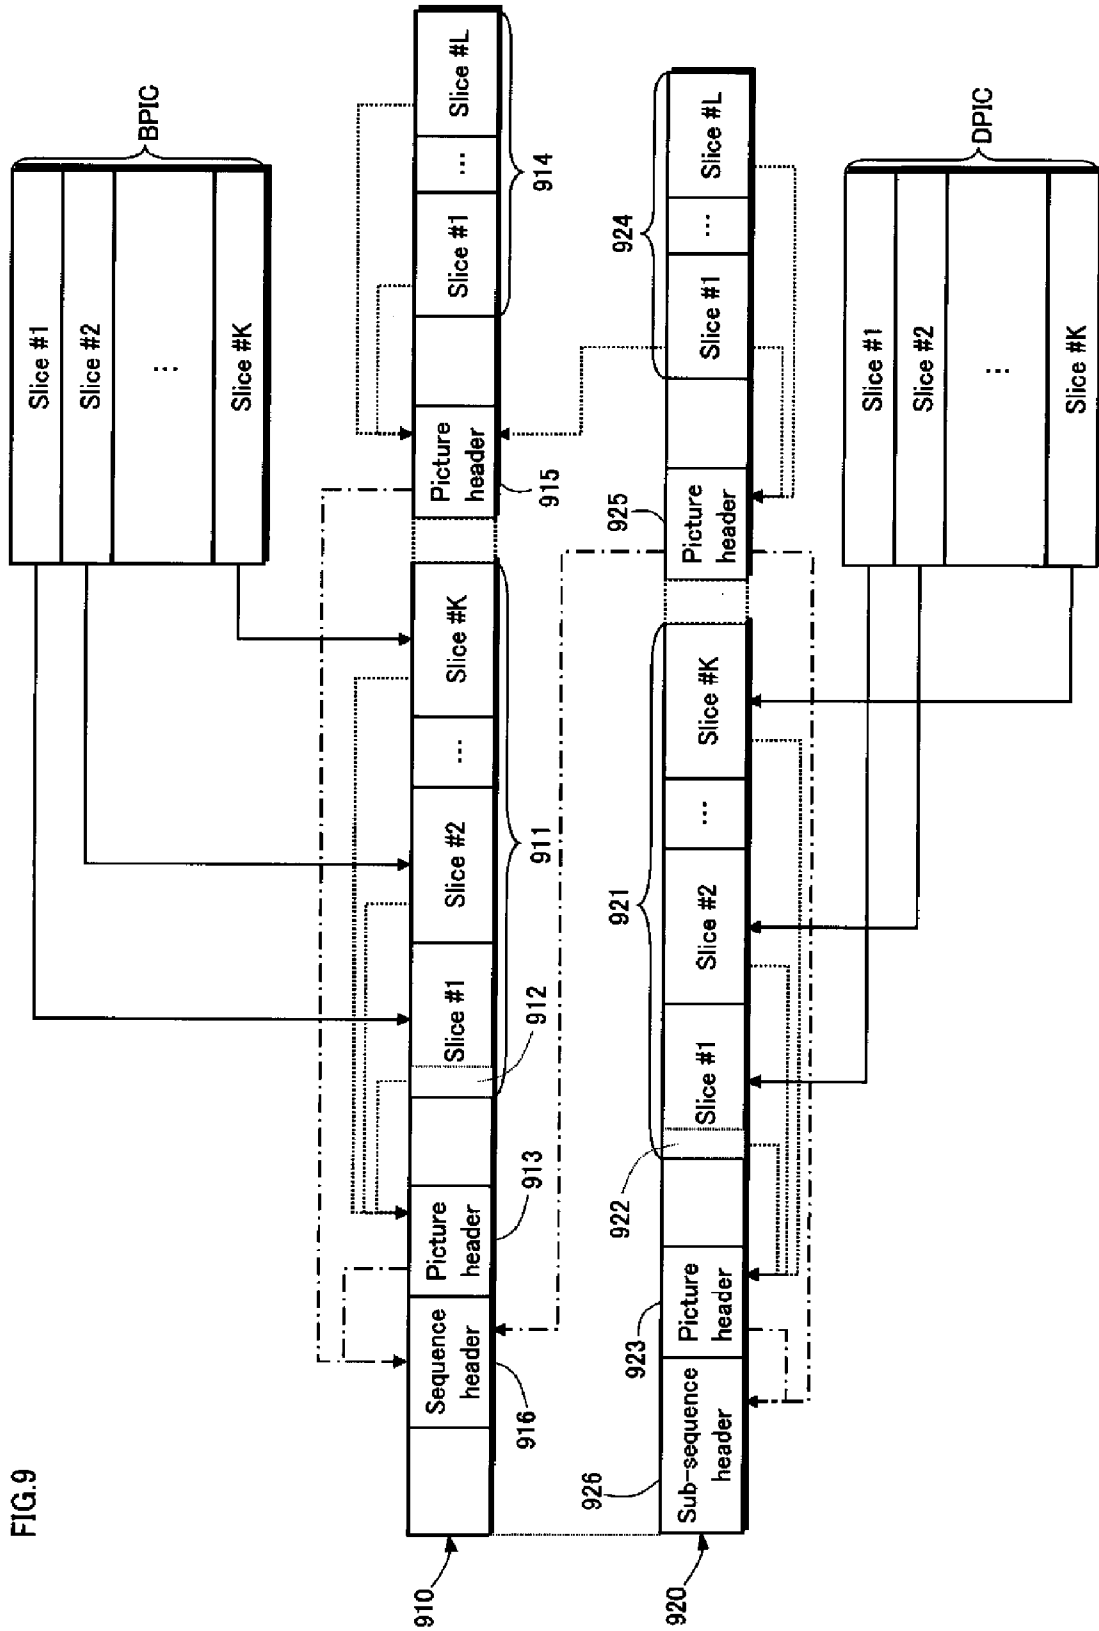 FIG.9
Slice #1
Slice #2
...
Slice #K
BPIC
910
Sequence
header
Picture
header
Slice #1
Slice #2
...
Slice #K
Picture
header
Slice #1
...
Slice #L
916
913
912
911
915
914
926
923
922
921
925
924
920
Sub-sequence
header
Picture
header
Slice #1
Slice #2
...
Slice #K
Picture
header
Slice #1
...
Slice #L
Slice #1
Slice #2
...
Slice #K
DPIC